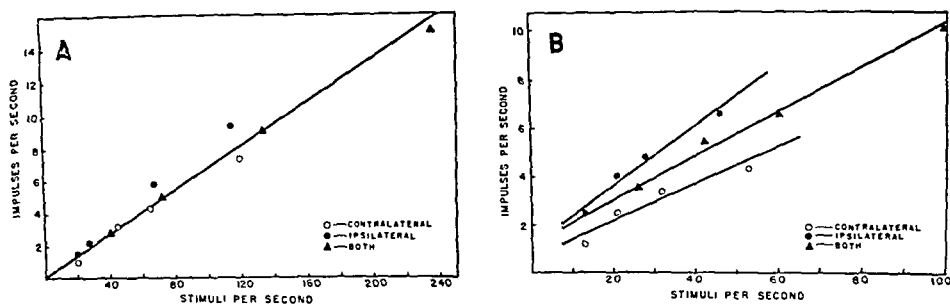 A
IMPULSES PER SECOND
14
12
10
8
6
4
2
○—CONTRALATERAL
●—IPSILATERAL
▲—BOTH
40 80 120 160 200 240
STIMULI PER SECOND
B
IMPULSES PER SECOND
10
8
6
4
2
○—CONTRALATERAL
●—IPSILATERAL
▲—BOTH
20 40 60 80 100
STIMULI PER SECOND